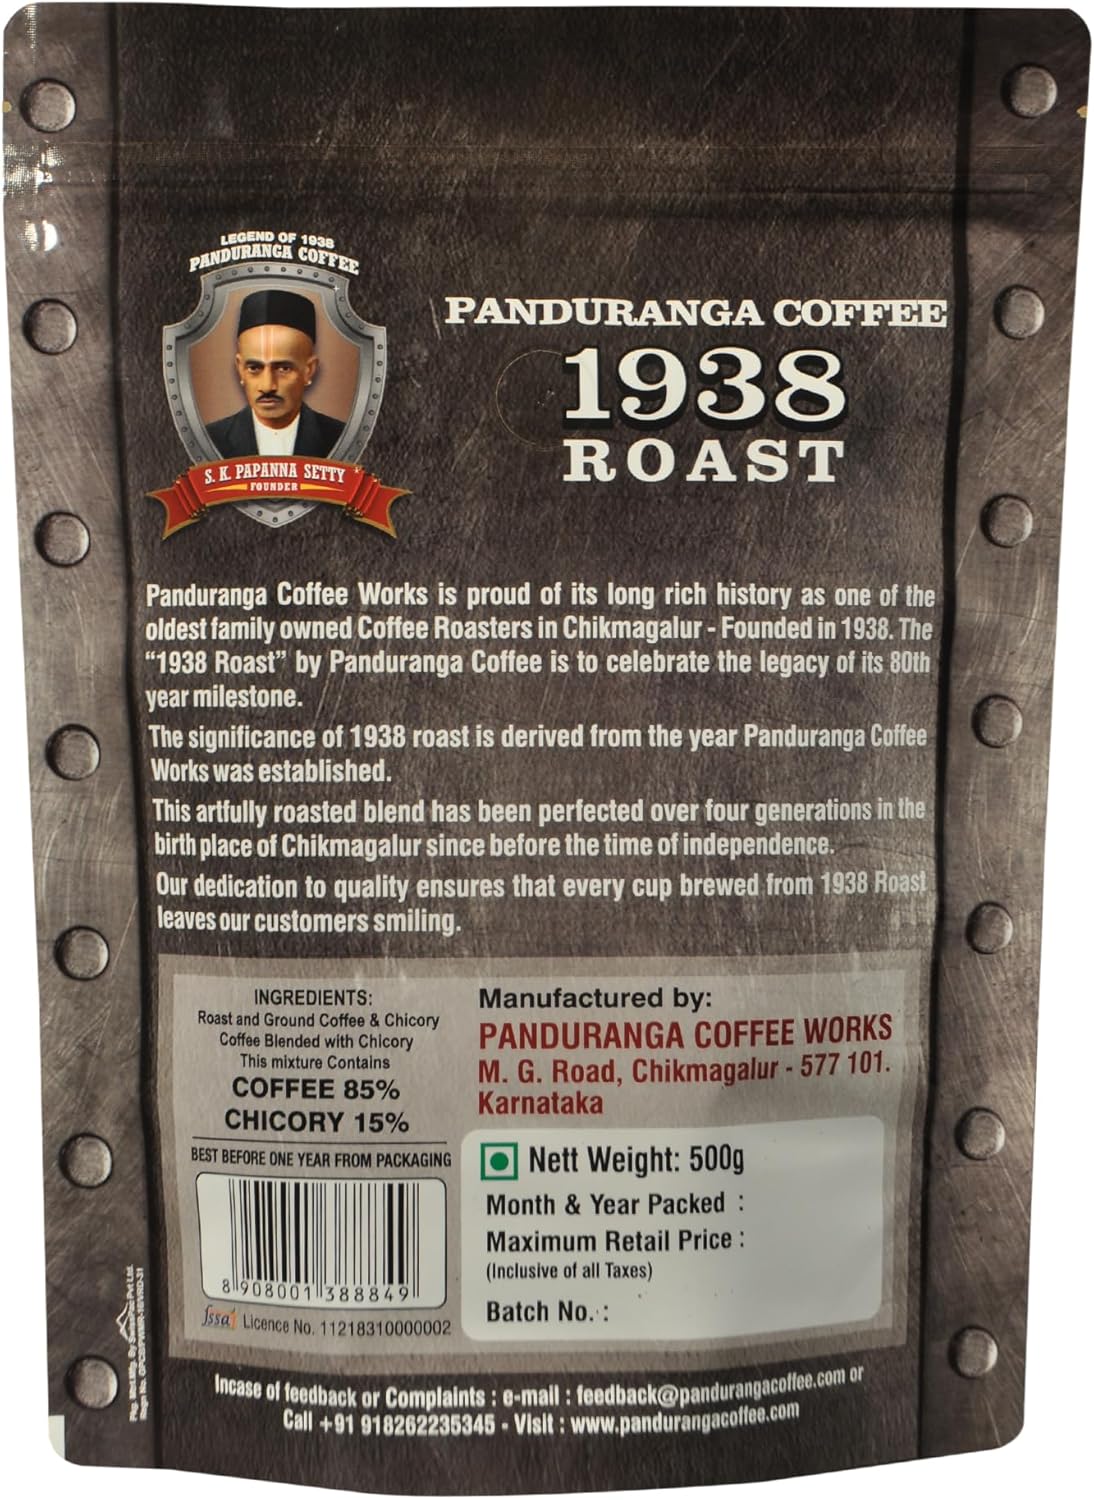 LEGEND OF 1938
PANDURANGA COFFEE
S. K. PAPANNA SETTY
FOUNDER
PANDURANGA COFFEE
1938
ROAST
Panduranga Coffee Works is proud of its long rich history as one of the
oldest family owned Coffee Roasters in Chikmagalur - Founded in 1938. The
“1938 Roast” by Panduranga Coffee is to celebrate the legacy of its 80th
year milestone.
The significance of 1938 roast is derived from the year Panduranga Coffee
Works was established.
This artfully roasted blend has been perfected over four generations in the
birth place of Chikmagalur since before the time of independence.
Our dedication to quality ensures that every cup brewed from 1938 Roast
leaves our customers smiling.
INGREDIENTS:
Roast and Ground Coffee & Chicory
Coffee Blended with Chicory
This mixture Contains
COFFEE 85%
CHICORY 15%
BEST BEFORE ONE YEAR FROM PACKAGING
8 908001 388849
fssai Licence No. 11218310000002
Manufactured by:
PANDURANGA COFFEE WORKS
M. G. Road, Chikmagalur - 577 101.
Karnataka
Nett Weight: 500g
Month & Year Packed :
Maximum Retail Price :
(Inclusive of all Taxes)
Batch No. :
Incase of feedback or Complaints : e-mail : feedback@pandurangacoffee.com or
Call +91 918262235345 - Visit : www.pandurangacoffee.com